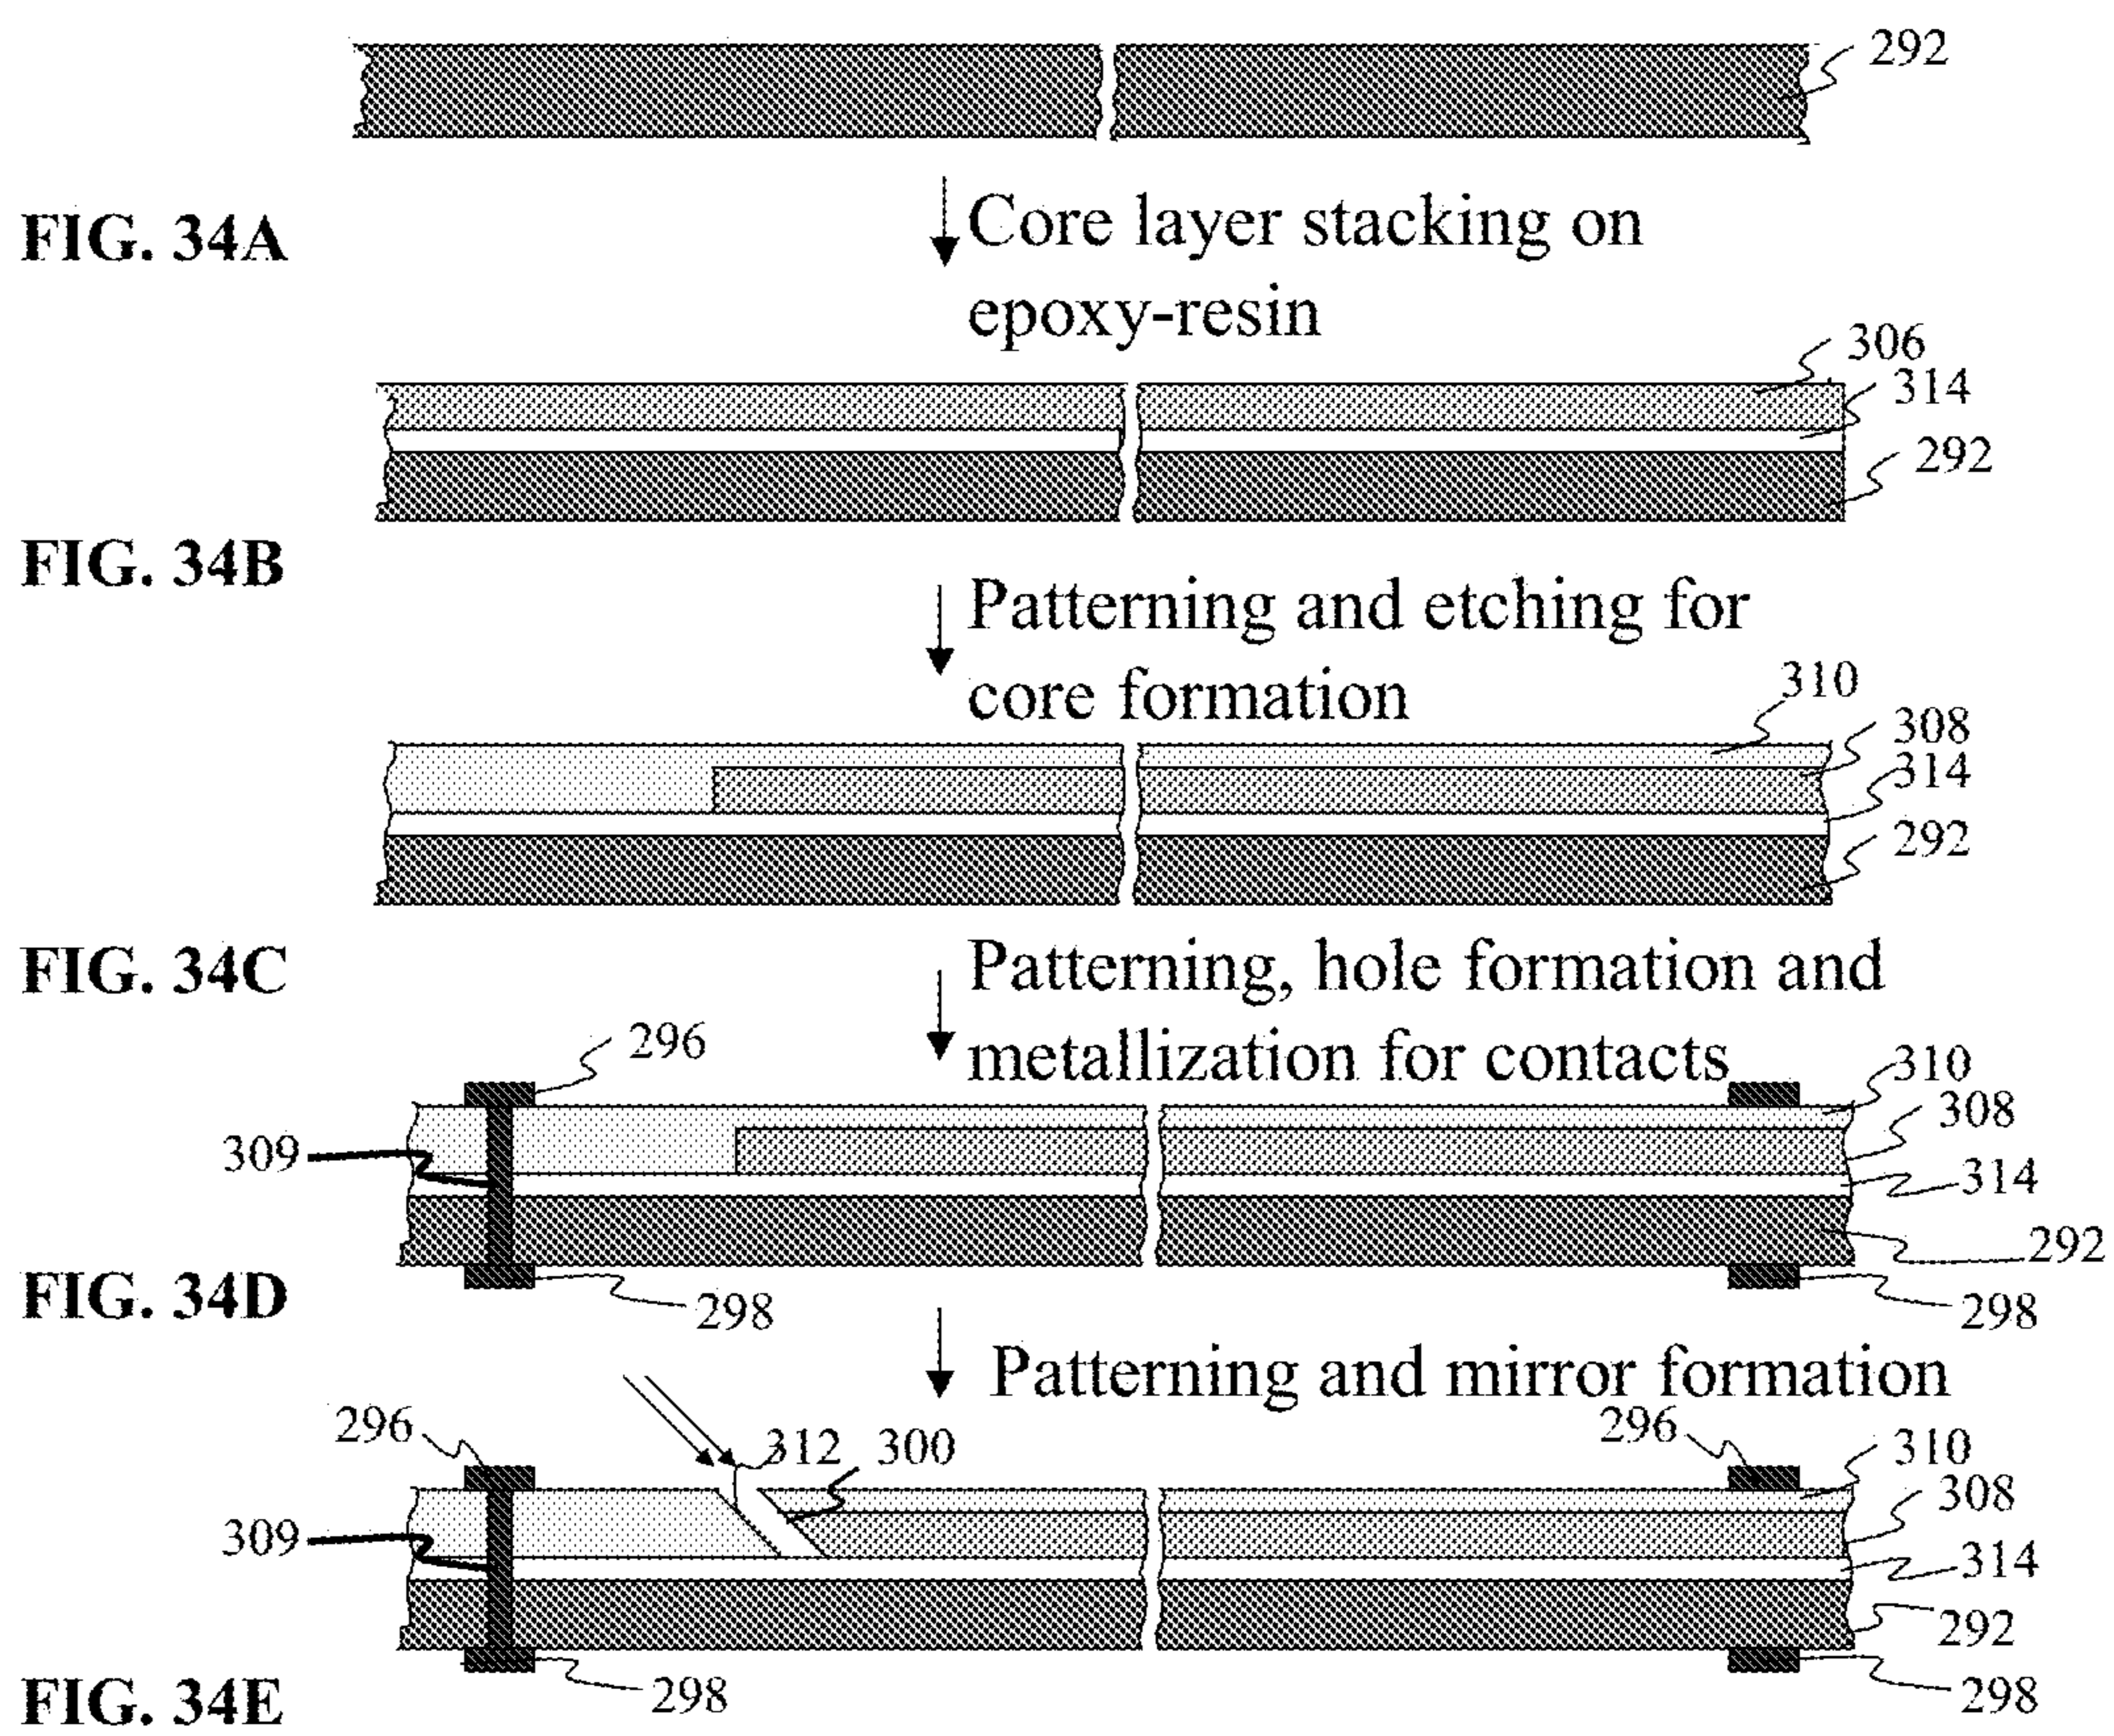 292
FIG. 34A
Core layer stacking on
epoxy-resin
306
314
292
FIG. 34B
Patterning and etching for
core formation
310
308
314
292
FIG. 34C
Patterning, hole formation and
metallization for contacts
296
310
308
309
314
292
298
298
FIG. 34D
Patterning and mirror formation
296
312
300
296
310
308
309
314
292
298
298
FIG. 34E